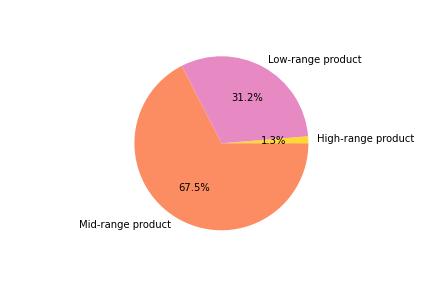 Low-range product
31.2%
High-range product
1.3%
67.5%
Mid-range product